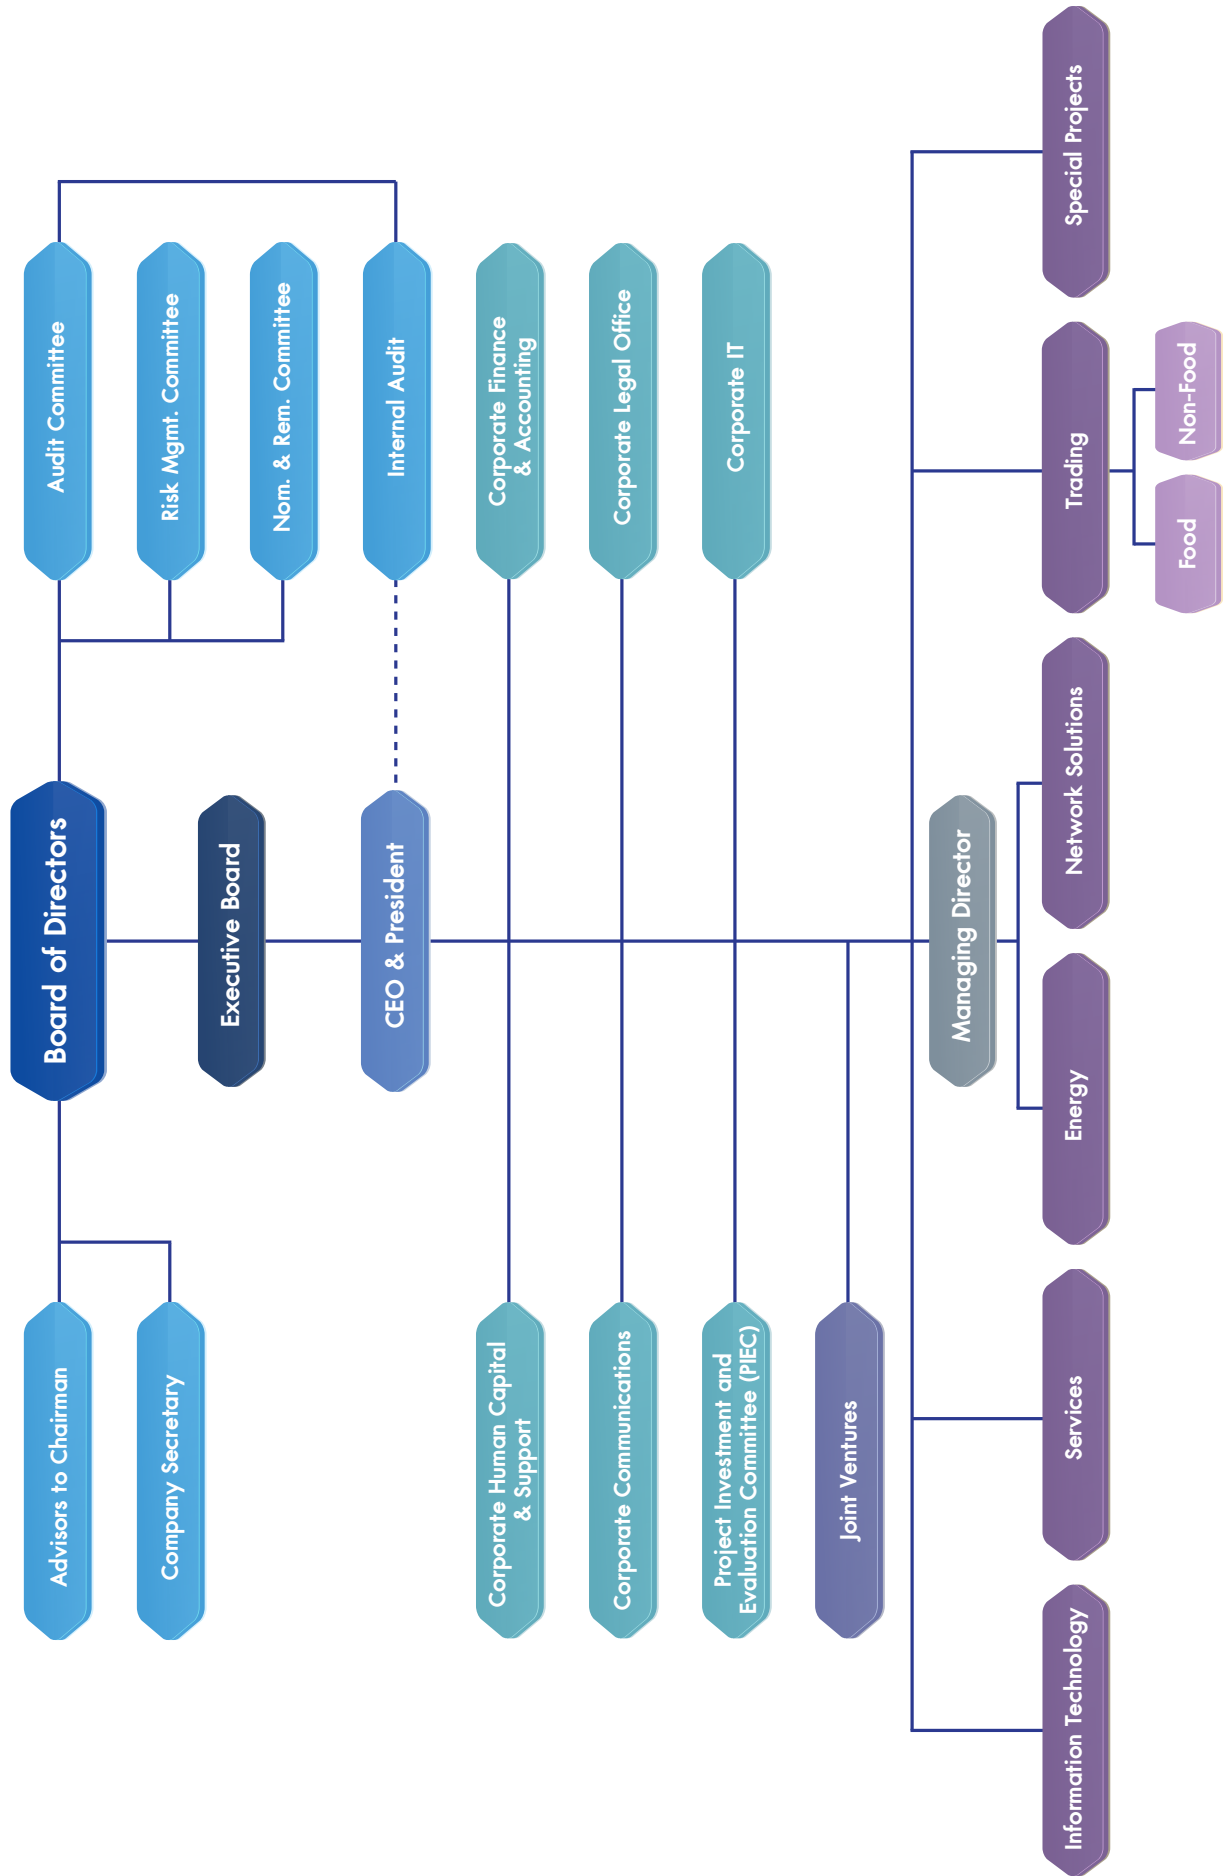 Board of Directors
Advisors to Chairman
Audit Committee
Company Secretary
Risk Mgmt. Committee
Executive Board
Nom. & Rem. Committee
CEO & President
Internal Audit
Corporate Human Capital
& Support
Corporate Finance
& Accounting
Corporate Communications
Corporate Legal Office
Project Investment and
Evaluation Committee (PIEC)
Corporate IT
Joint Ventures
Managing Director
Information Technology
Services
Energy
Network Solutions
Trading
Special Projects
Food
Non-Food